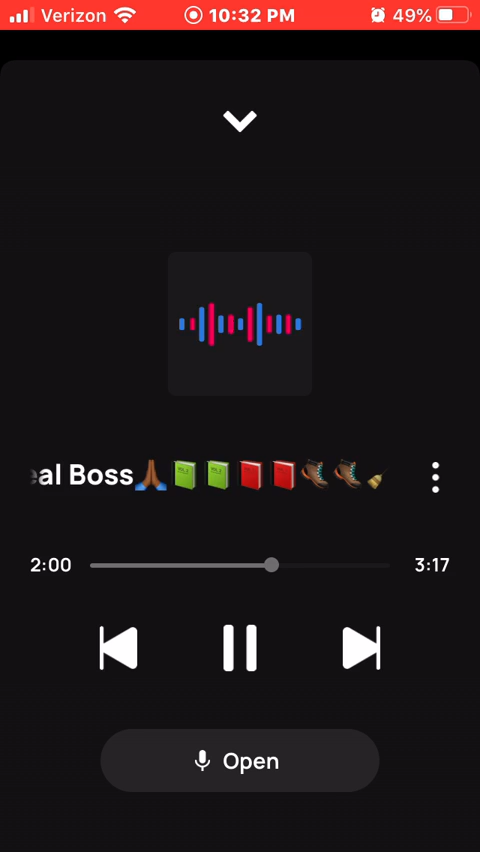 Verizon 10:32 PM 49%
eal Boss🙏🏾📗📗📕📕🥾🥾🧹
2:00 3:17
Open